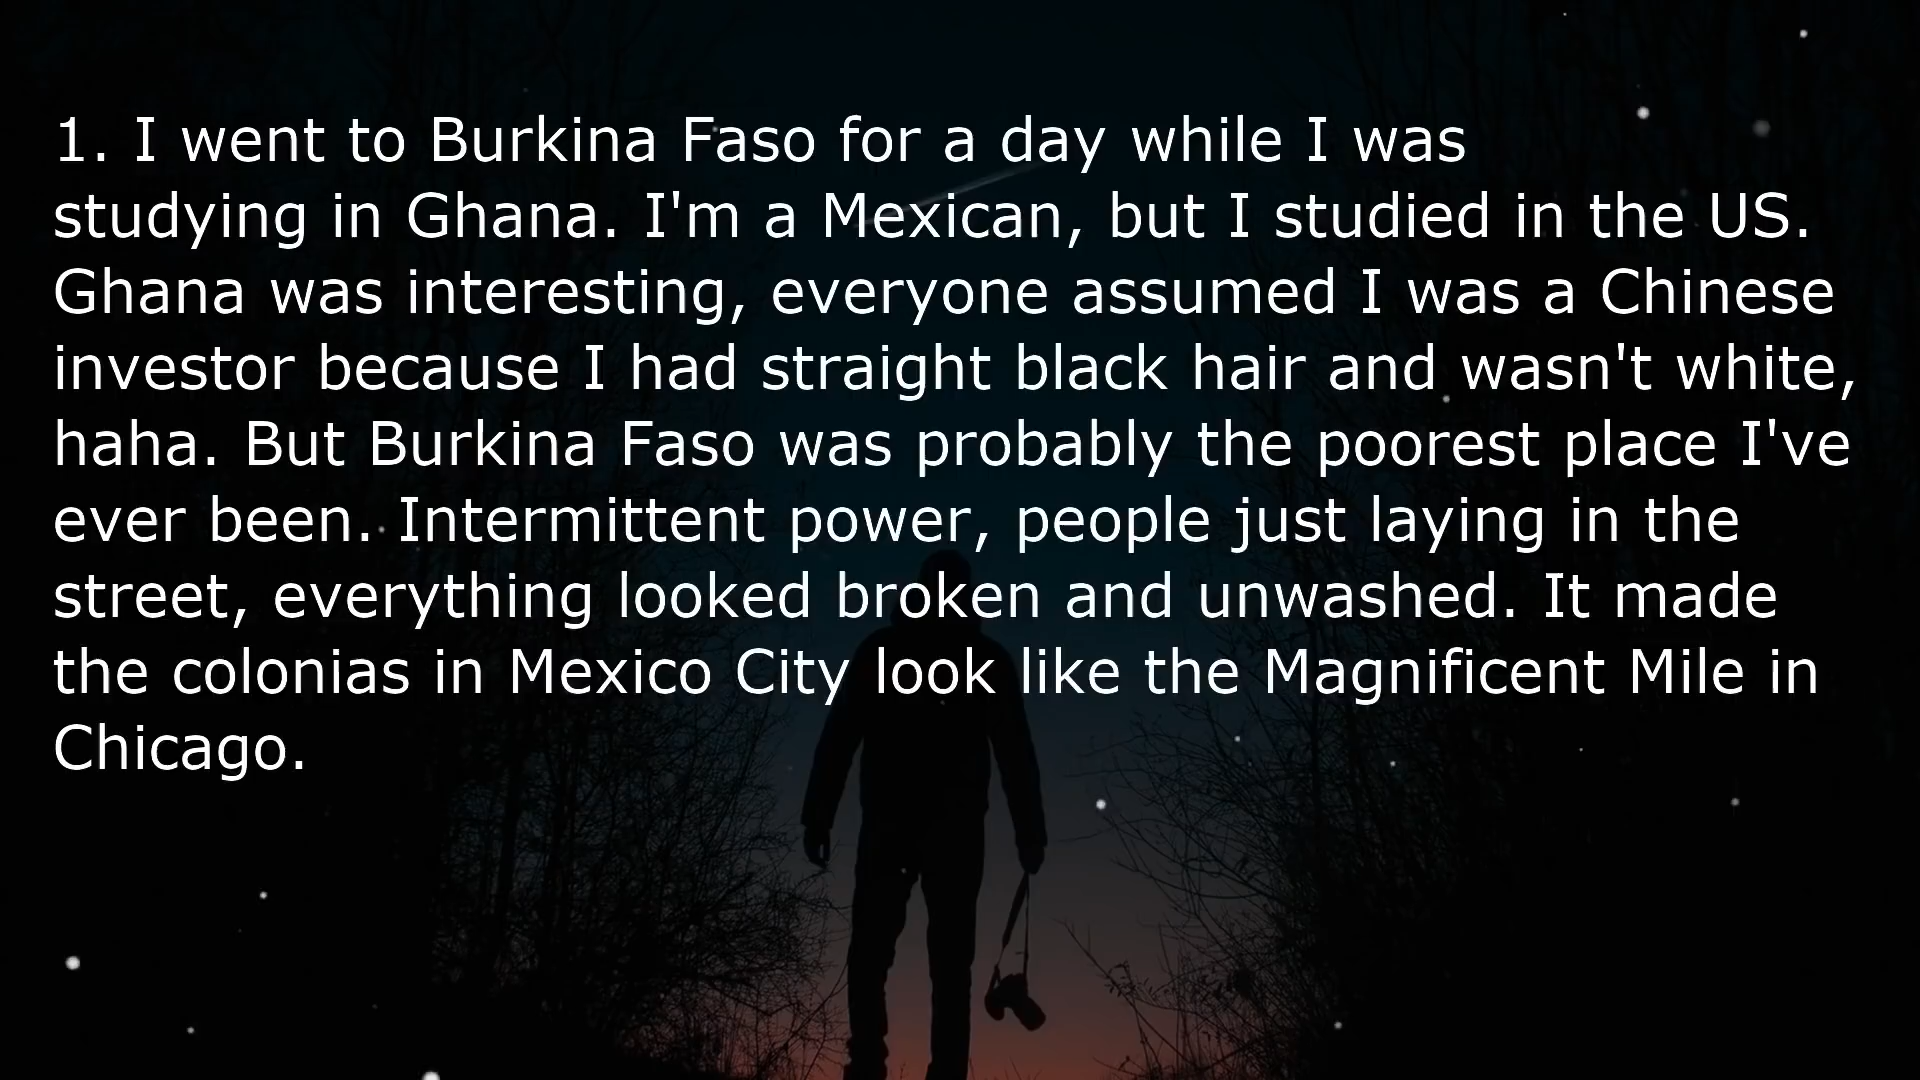 1. I went to Burkina Faso for a day while I was
studying in Ghana. I'm a Mexican, but I studied in the US.
Ghana was interesting, everyone assumed I was a Chinese
investor because I had straight black hair and wasn't white,
haha. But Burkina Faso was probably the poorest place I've
ever been. Intermittent power, people just laying in the
street, everything looked broken and unwashed. It made
the colonias in Mexico City look like the Magnificent Mile in
Chicago.